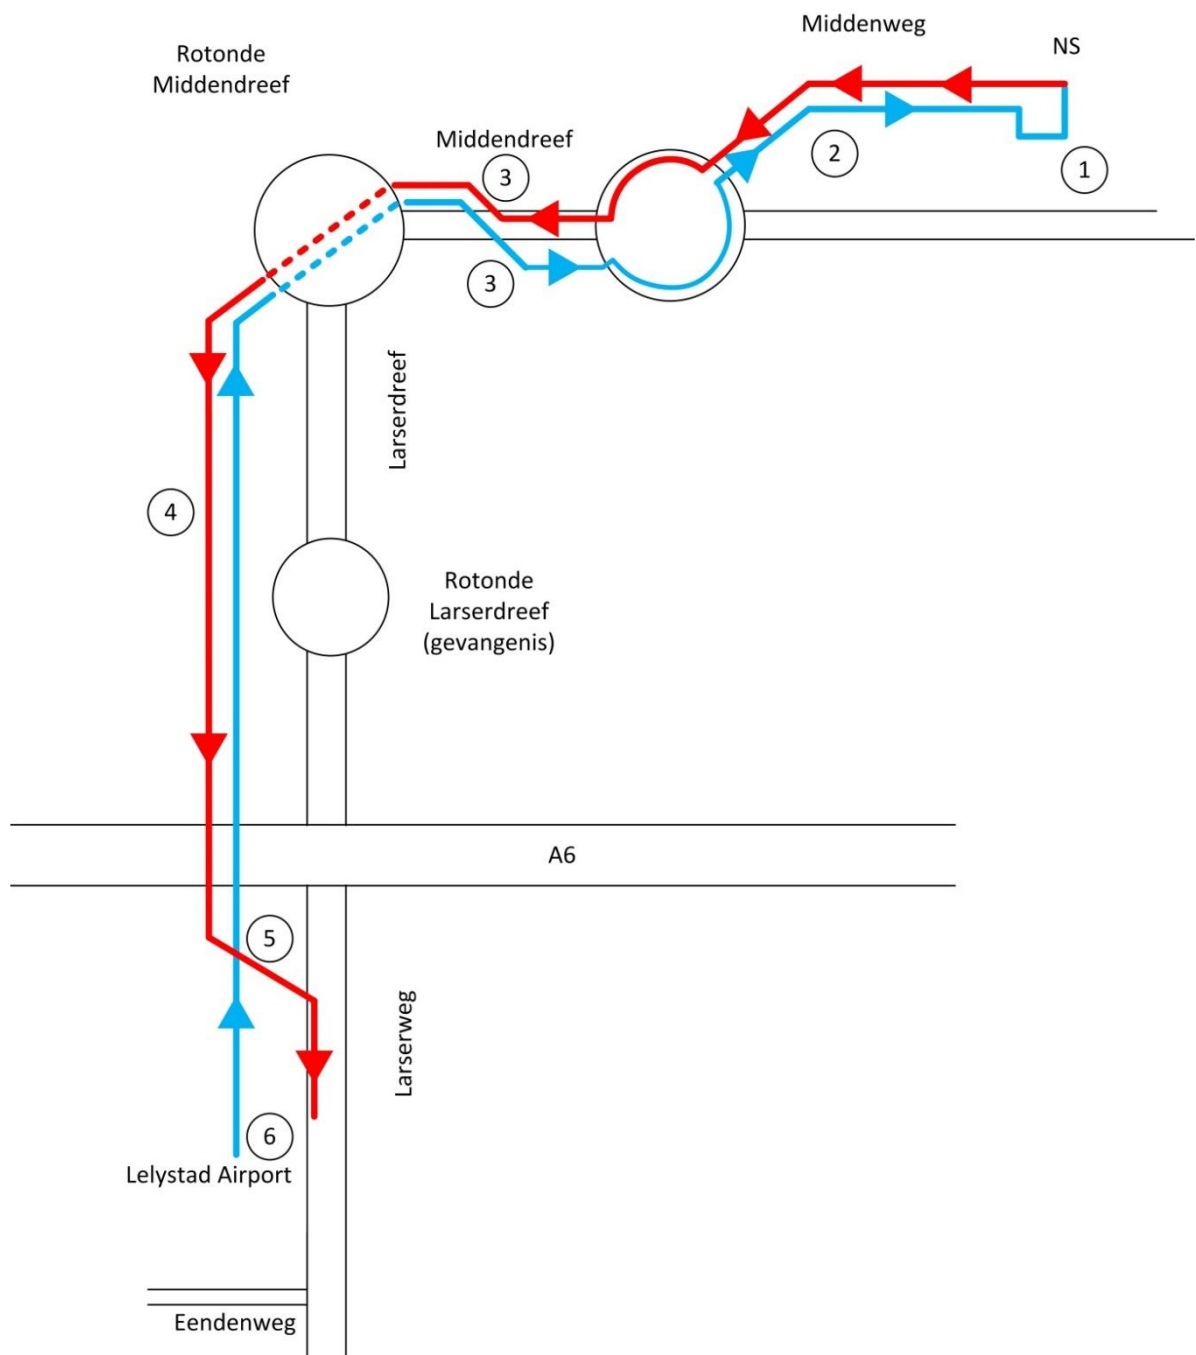 Middenweg
NS
Rotonde
Middendreef
Middendreef
3
2
1
3
Larserdreef
4
Rotonde
Larserdreef
(gevangenis)
A6
5
Larserweg
6
Lelystad Airport
Eendenweg